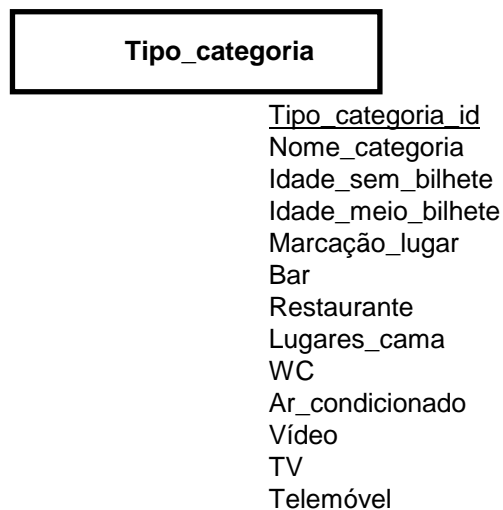 Tipo_categoria
Tipo_categoria_id
Nome_categoria
Idade_sem_bilhete
Idade_meio_bilhete
Marcação_lugar
Bar
Restaurante
Lugares_cama
WC
Ar_condicionado
Vídeo
TV
Telemóvel